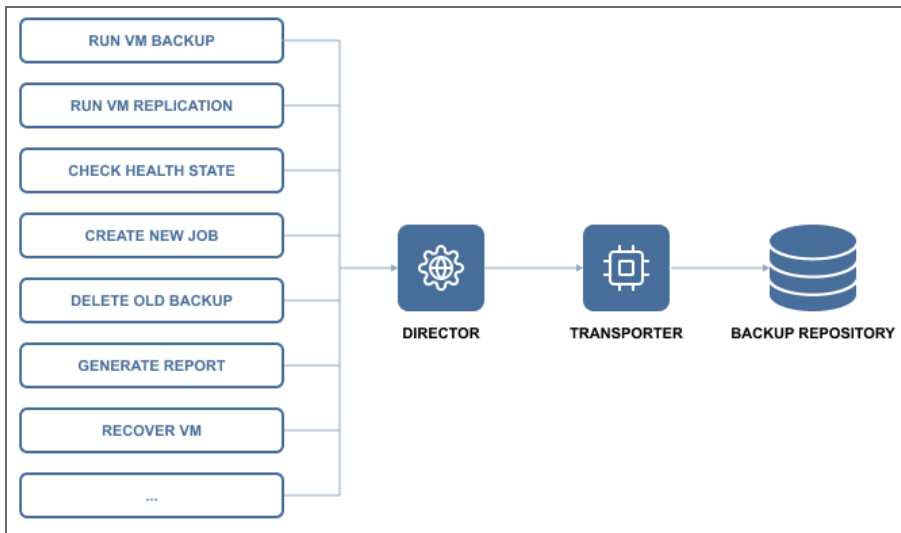 RUN VM BACKUP
RUN VM REPLICATION
CHECK HEALTH STATE
CREATE NEW JOB
DELETE OLD BACKUP
GENERATE REPORT
RECOVER VM
...
DIRECTOR
TRANSPORTER
BACKUP REPOSITORY